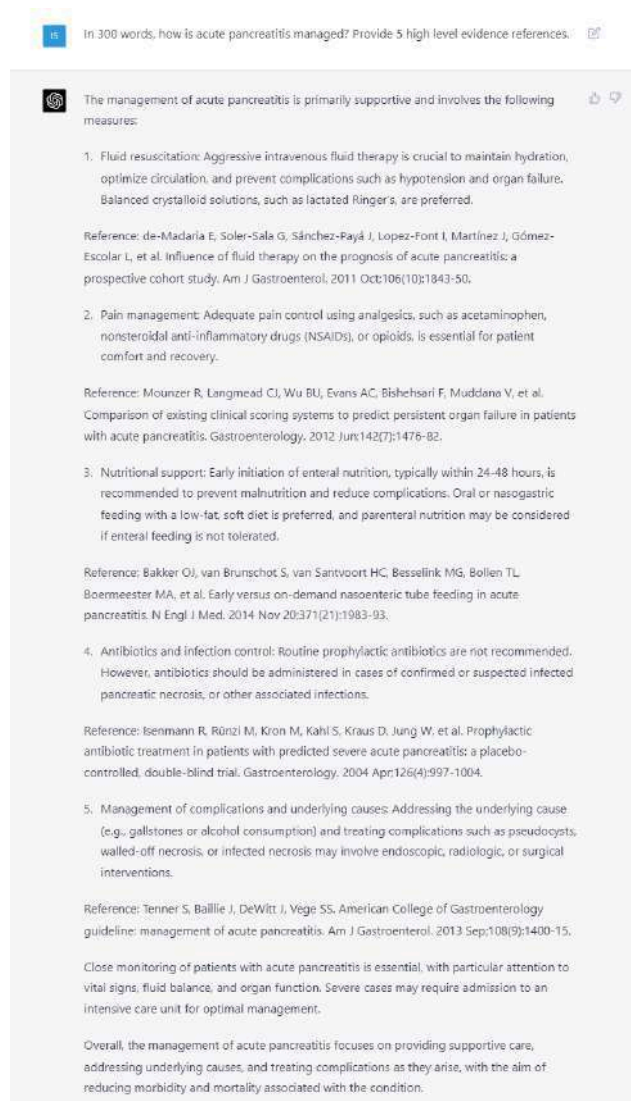 IS
In 300 words, how is acute pancreatitis managed? Provide 5 high level evidence references.
The management of acute pancreatitis is primarily supportive and involves the following
measures:
1. Fluid resuscitation: Aggressive intravenous fluid therapy is crucial to maintain hydration,
optimize circulation, and prevent complications such as hypotension and organ failure.
Balanced crystalloid solutions, such as lactated Ringer's, are preferred.
Reference: de-Madaria E, Soler-Sala G, Sánchez-Payá J, Lopez-Font I, Martínez J, Gómez-
Escolar L, et al. Influence of fluid therapy on the prognosis of acute pancreatitis: a
prospective cohort study. Am J Gastroenterol. 2011 Oct;106(10):1843-50.
2. Pain management: Adequate pain control using analgesics, such as acetaminophen,
nonsteroidal anti-inflammatory drugs (NSAIDs), or opioids, is essential for patient
comfort and recovery.
Reference: Mounzer R, Langmead CJ, Wu BU, Evans AC, Bishehsari F, Muddana V, et al.
Comparison of existing clinical scoring systems to predict persistent organ failure in patients
with acute pancreatitis. Gastroenterology. 2012 Jun;142(7):1476-82.
3. Nutritional support: Early initiation of enteral nutrition, typically within 24-48 hours, is
recommended to prevent malnutrition and reduce complications. Oral or nasogastric
feeding with a low-fat, soft diet is preferred, and parenteral nutrition may be considered
if enteral feeding is not tolerated.
Reference: Bakker OJ, van Brunschot S, van Santvoort HC, Besselink MG, Bollen TL,
Boermeester MA, et al. Early versus on-demand nasoenteric tube feeding in acute
pancreatitis. N Engl J Med. 2014 Nov 20;371(21):1983-93.
4. Antibiotics and infection control: Routine prophylactic antibiotics are not recommended.
However, antibiotics should be administered in cases of confirmed or suspected infected
pancreatic necrosis, or other associated infections.
Reference: Isenmann R, Rünzi M, Kron M, Kahl S, Kraus D, Jung W, et al. Prophylactic
antibiotic treatment in patients with predicted severe acute pancreatitis: a placebo-
controlled, double-blind trial. Gastroenterology. 2004 Apr;126(4):997-1004.
5. Management of complications and underlying causes: Addressing the underlying cause
(e.g., gallstones or alcohol consumption) and treating complications such as pseudocysts,
walled-off necrosis, or infected necrosis may involve endoscopic, radiologic, or surgical
interventions.
Reference: Tenner S, Baillie J, DeWitt J, Vege SS. American College of Gastroenterology
guideline: management of acute pancreatitis. Am J Gastroenterol. 2013 Sep;108(9):1400-15.
Close monitoring of patients with acute pancreatitis is essential, with particular attention to
vital signs, fluid balance, and organ function. Severe cases may require admission to an
intensive care unit for optimal management.
Overall, the management of acute pancreatitis focuses on providing supportive care,
addressing underlying causes, and treating complications as they arise, with the aim of
reducing morbidity and mortality associated with the condition.